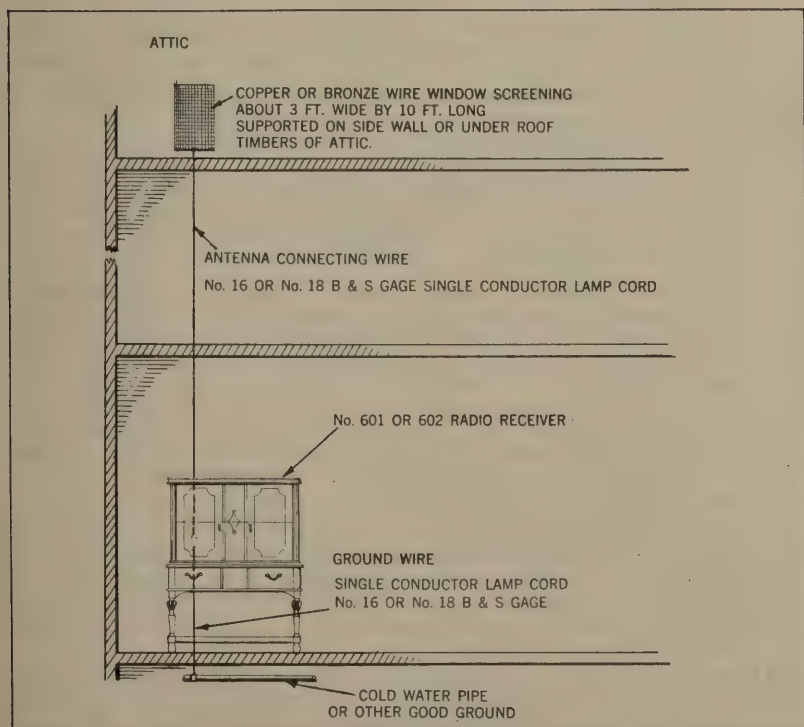 ATTIC
COPPER OR BRONZE WIRE WINDOW SCREENING
ABOUT 3 FT. WIDE BY 10 FT. LONG
SUPPORTED ON SIDE WALL OR UNDER ROOF
TIMBERS OF ATTIC.
ANTENNA CONNECTING WIRE
No. 16 OR No. 18 B & S GAGE SINGLE CONDUCTOR LAMP CORD
No. 601 OR 602 RADIO RECEIVER
GROUND WIRE
SINGLE CONDUCTOR LAMP CORD
No. 16 OR No. 18 B & S GAGE
COLD WATER PIPE
OR OTHER GOOD GROUND